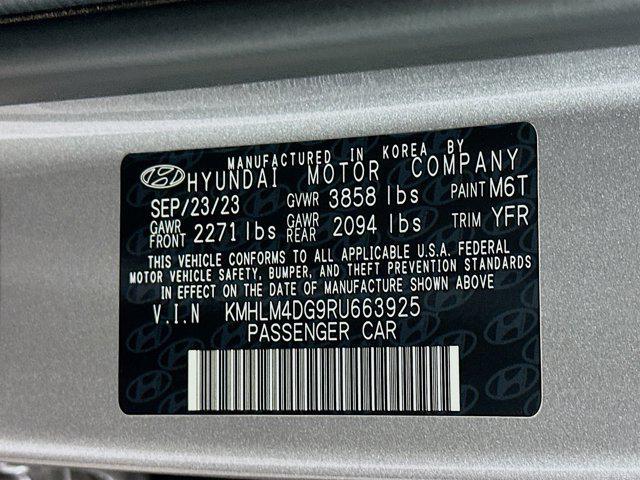 MANUFACTURED IN KOREA BY
HYUNDAI MOTOR COMPANY
SEP/23/23 GVWR 3858 lbs PAINT M6T
GAWR FRONT 2271 lbs GAWR REAR 2094 lbs TRIM YFR
THIS VEHICLE CONFORMS TO ALL APPLICABLE U.S.A. FEDERAL
MOTOR VEHICLE SAFETY, BUMPER, AND THEFT PREVENTION STANDARDS
IN EFFECT ON THE DATE OF MANUFACTURE SHOWN ABOVE
V.I.N KMHLM4DG9RU663925
PASSENGER CAR